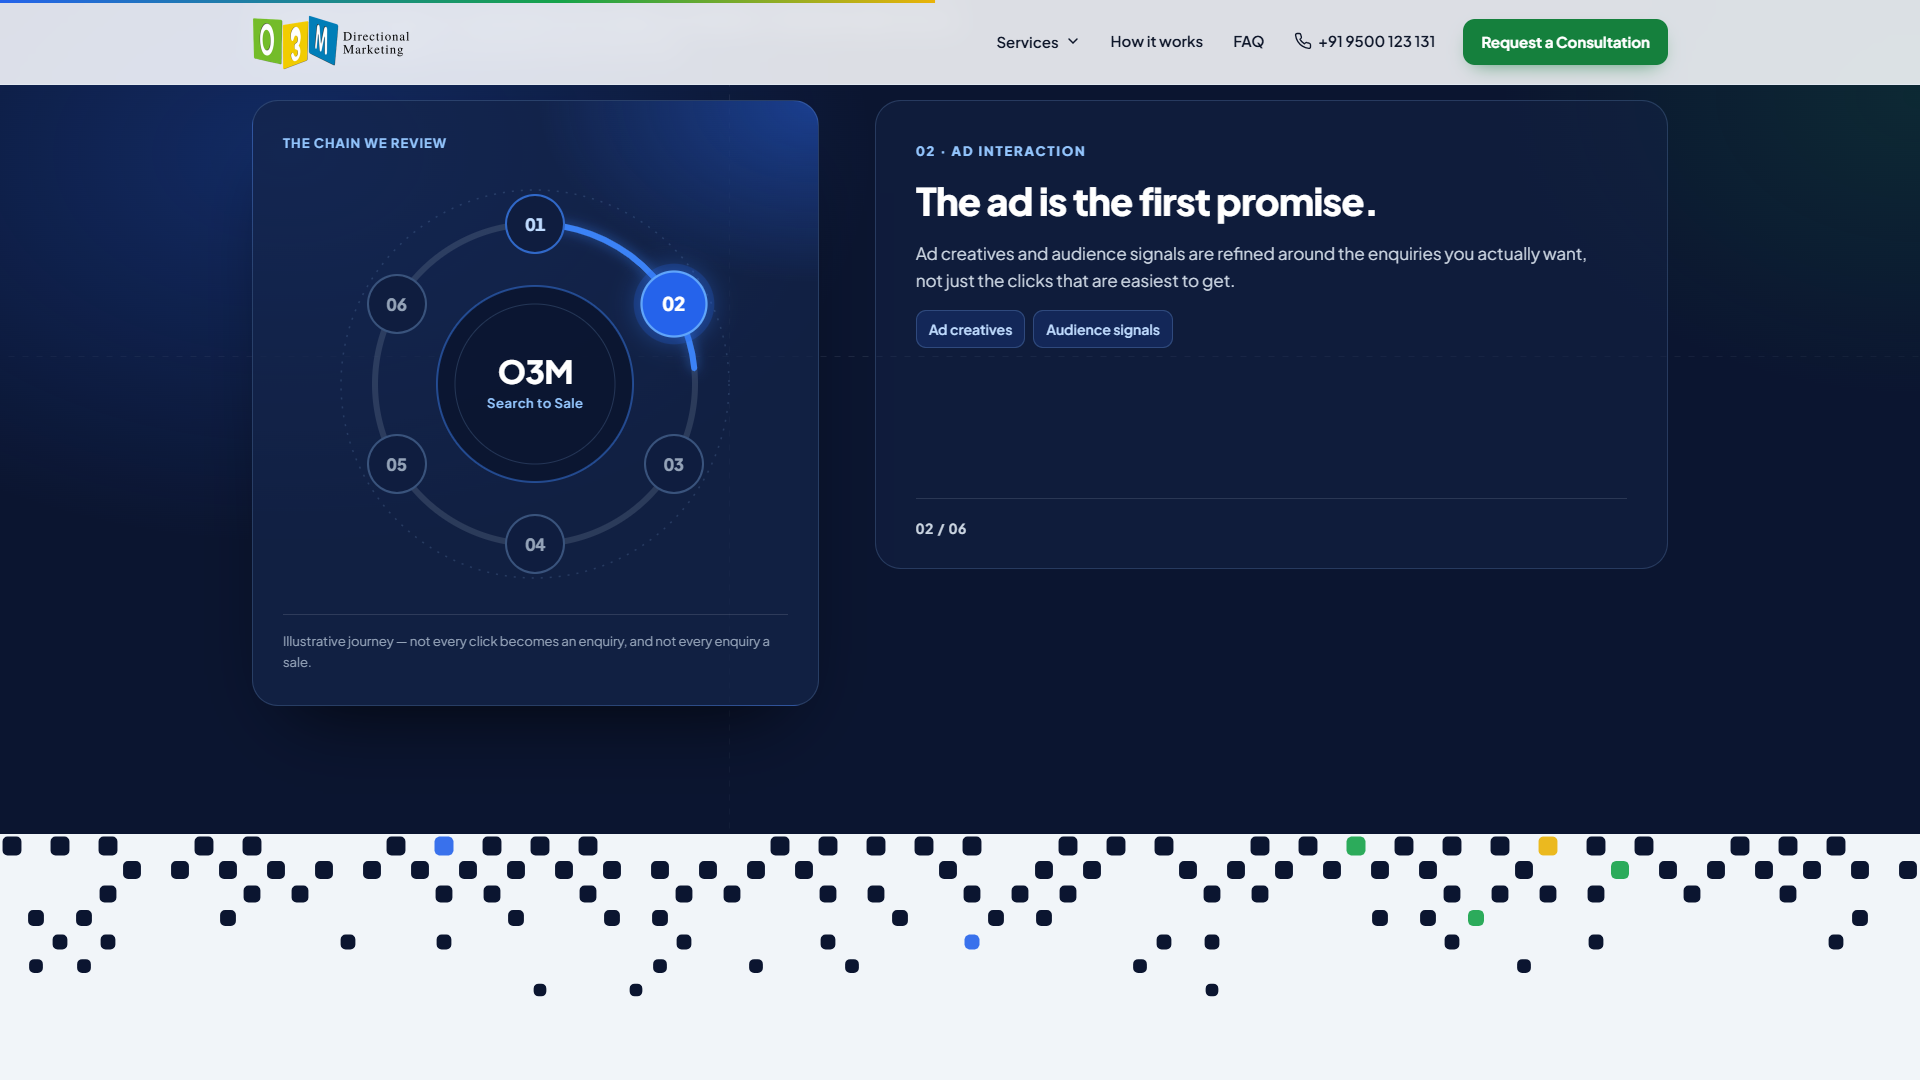 O3M Directional
Marketing
Services
How it works
FAQ
+91 9500 123 131
Request a Consultation
THE CHAIN WE REVIEW
01
02
03
04
05
06
O3M
Search to Sale
Illustrative journey — not every click becomes an enquiry, and not every enquiry a
sale.
02 · AD INTERACTION
The ad is the first promise.
Ad creatives and audience signals are refined around the enquiries you actually want,
not just the clicks that are easiest to get.
Ad creatives
Audience signals
02 / 06